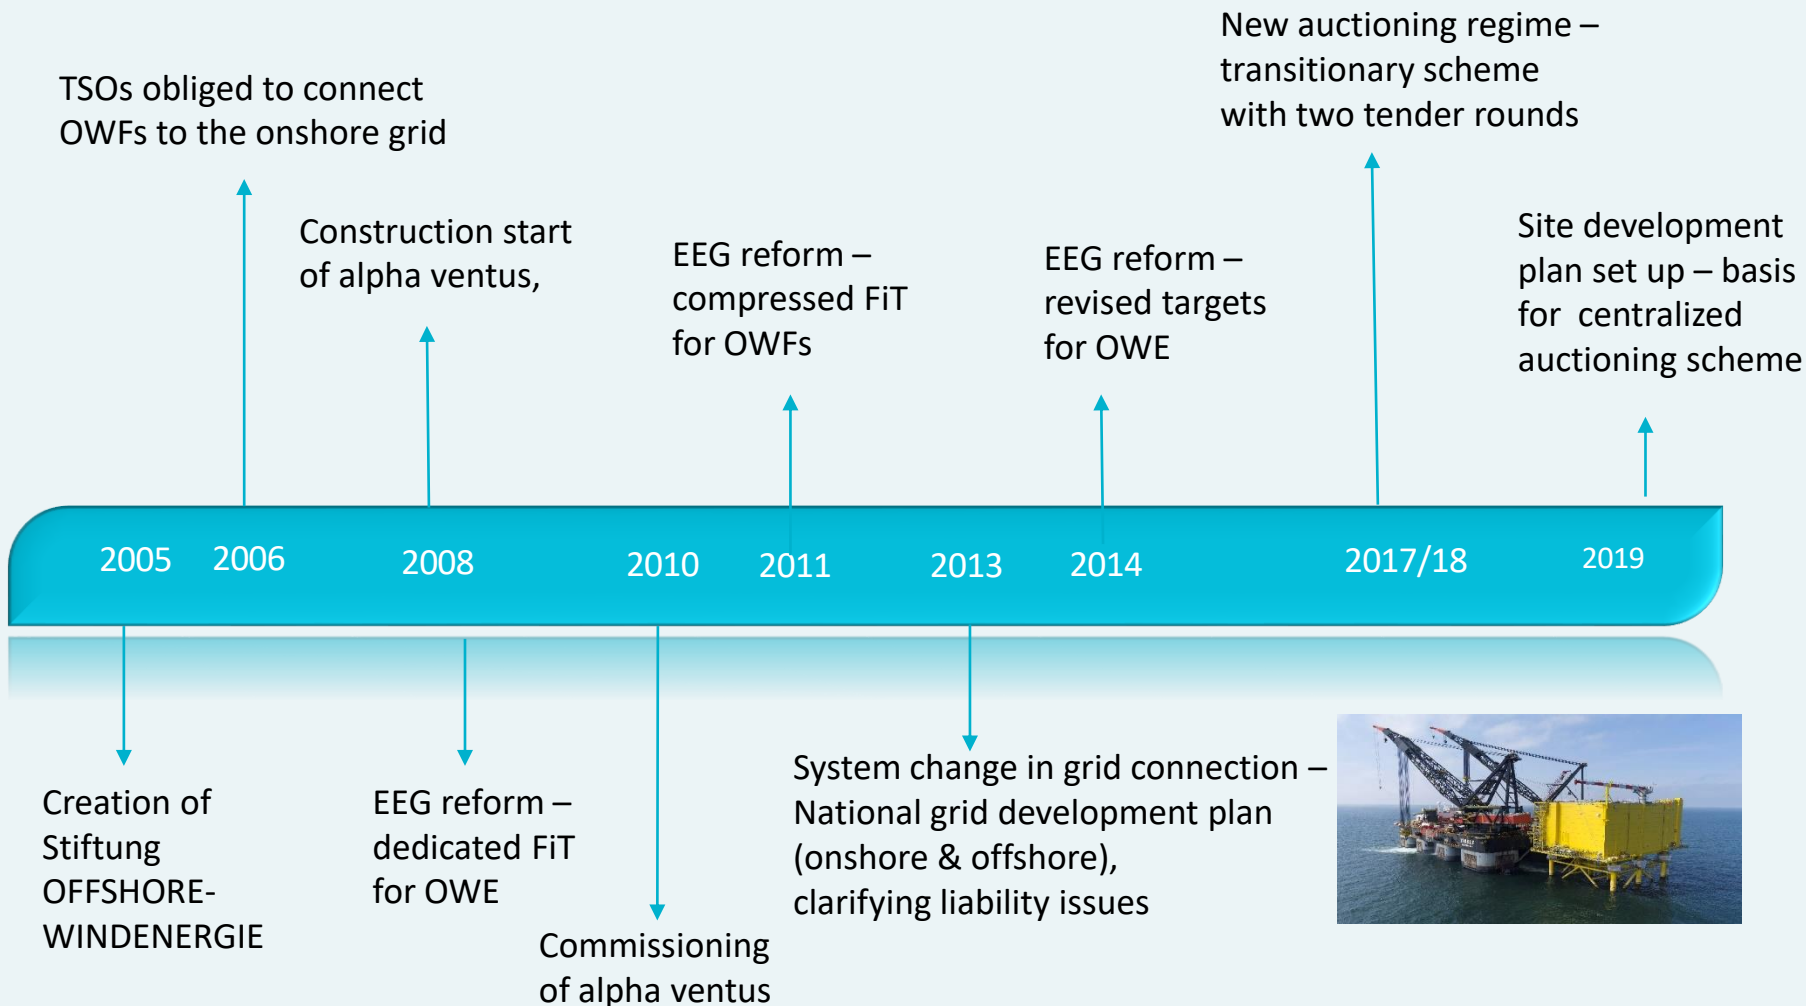 New auctioning regime –
transitionary scheme
with two tender rounds
TSOs obliged to connect
OWFs to the onshore grid
Construction start
of alpha ventus,
EEG reform –
compressed FiT
for OWFs
EEG reform –
revised targets
for OWE
Site development
plan set up – basis
for centralized
auctioning scheme
2005 2006 2008 2010 2011 2013 2014 2017/18 2019
Creation of
Stiftung
OFFSHORE-
WINDENERGIE
EEG reform –
dedicated FiT
for OWE
Commissioning
of alpha ventus
System change in grid connection –
National grid development plan
(onshore & offshore),
clarifying liability issues